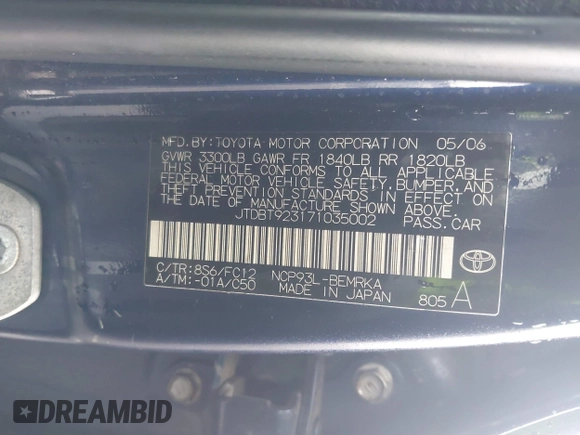 MFD. BY: TOYOTA MOTOR CORPORATION 05/06
GVWR 3300LB GAWR FR 1840LB RR 1820LB
THIS VEHICLE CONFORMS TO ALL APPLICABLE
FEDERAL MOTOR VEHICLE SAFETY, BUMPER, AND
THEFT PREVENTION STANDARDS IN EFFECT ON
THE DATE OF MANUFACTURE SHOWN ABOVE.
JTDBT923171035002 PASS. CAR
C/TR: 8S6/FC12 NCP93L-BEMRKA
A/TM: -01A/C50 MADE IN JAPAN 805 A
DREAMBID